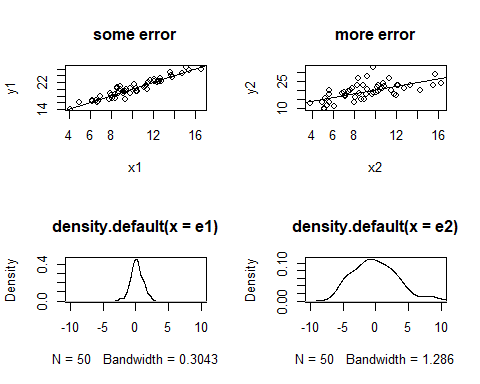 some error
y1
14 22
4 6 8 12 16
x1
more error
y2
10 25
4 6 8 12 16
x2
density.default(x = e1)
Density
0.0 0.4
-10 -5 0 5 10
N = 50 Bandwidth = 0.3043
density.default(x = e2)
Density
0.00 0.10
-10 -5 0 5 10
N = 50 Bandwidth = 1.286